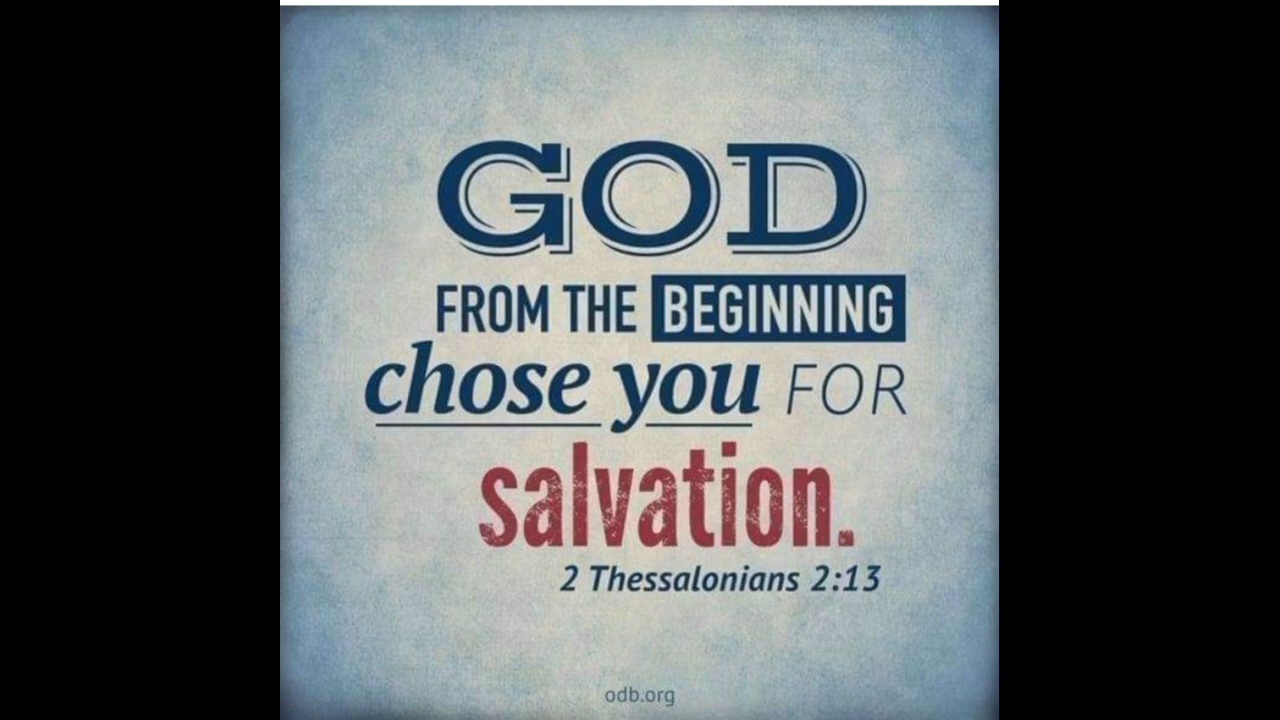 GOD
FROM THE BEGINNING
chose you FOR
salvation.
2 Thessalonians 2:13
odb.org